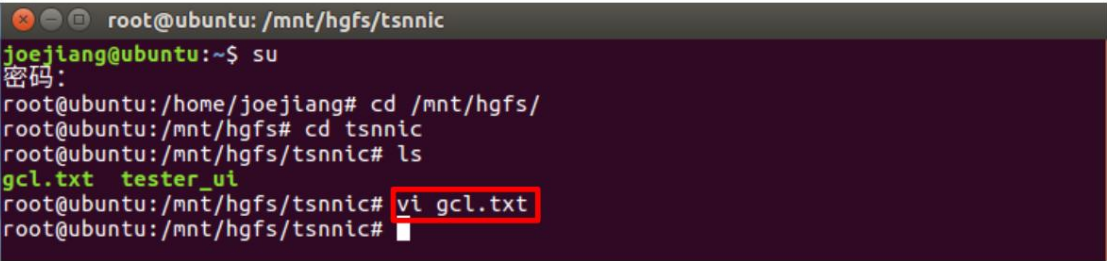 root@ubuntu: /mnt/hgfs/tsnnic
joejiang@ubuntu:~$ su
密码：
root@ubuntu:/home/joejiang# cd /mnt/hgfs/
root@ubuntu:/mnt/hgfs# cd tsnnic
root@ubuntu:/mnt/hgfs/tsnnic# ls
gcl.txt  tester_ui
root@ubuntu:/mnt/hgfs/tsnnic# vi gcl.txt
root@ubuntu:/mnt/hgfs/tsnnic#